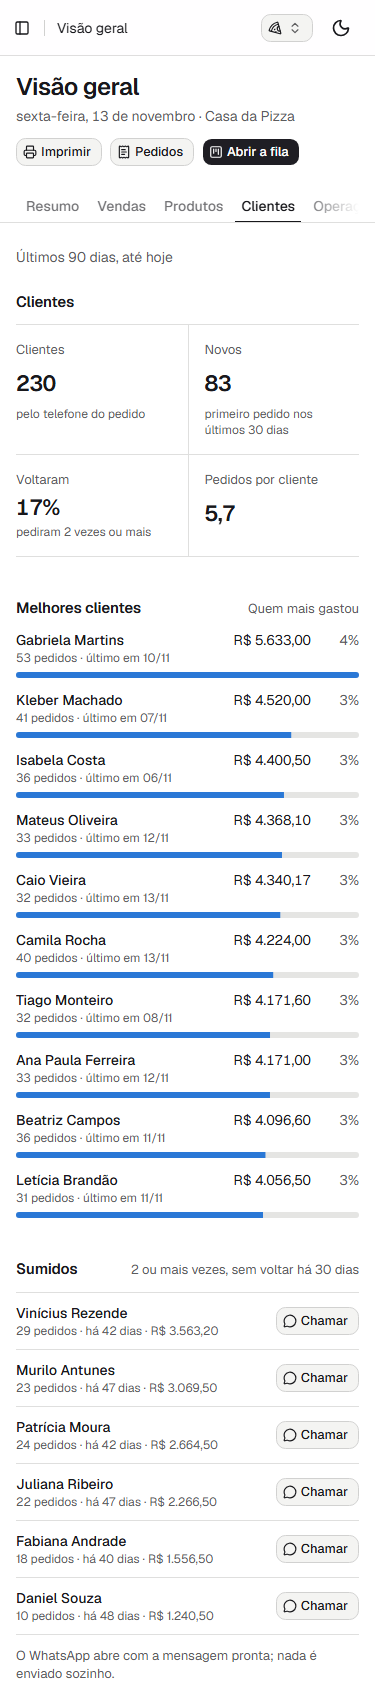 Visão geral
Visão geral
sexta-feira, 13 de novembro · Casa da Pizza
Imprimir
Pedidos
Abrir a fila
Resumo
Vendas
Produtos
Clientes
Opera
Últimos 90 dias, até hoje
Clientes
Clientes
230
pelo telefone do pedido
Novos
83
primeiro pedido nos
últimos 30 dias
Voltaram
17%
pediram 2 vezes ou mais
Pedidos por cliente
5,7
Melhores clientes
Quem mais gastou
Gabriela Martins R$ 5.633,00 4%
53 pedidos · último em 10/11
Kleber Machado R$ 4.520,00 3%
41 pedidos · último em 07/11
Isabela Costa R$ 4.400,50 3%
36 pedidos · último em 06/11
Mateus Oliveira R$ 4.368,10 3%
33 pedidos · último em 12/11
Caio Vieira R$ 4.340,17 3%
32 pedidos · último em 13/11
Camila Rocha R$ 4.224,00 3%
40 pedidos · último em 13/11
Tiago Monteiro R$ 4.171,60 3%
32 pedidos · último em 08/11
Ana Paula Ferreira R$ 4.171,00 3%
33 pedidos · último em 12/11
Beatriz Campos R$ 4.096,60 3%
36 pedidos · último em 11/11
Letícia Brandão R$ 4.056,50 3%
31 pedidos · último em 11/11
Sumidos
2 ou mais vezes, sem voltar há 30 dias
Vinícius Rezende
29 pedidos · há 42 dias · R$ 3.563,20
Chamar
Murilo Antunes
23 pedidos · há 47 dias · R$ 3.069,50
Chamar
Patrícia Moura
24 pedidos · há 42 dias · R$ 2.664,50
Chamar
Juliana Ribeiro
22 pedidos · há 47 dias · R$ 2.266,50
Chamar
Fabiana Andrade
18 pedidos · há 40 dias · R$ 1.556,50
Chamar
Daniel Souza
10 pedidos · há 48 dias · R$ 1.240,50
Chamar
O WhatsApp abre com a mensagem pronta; nada é
enviado sozinho.